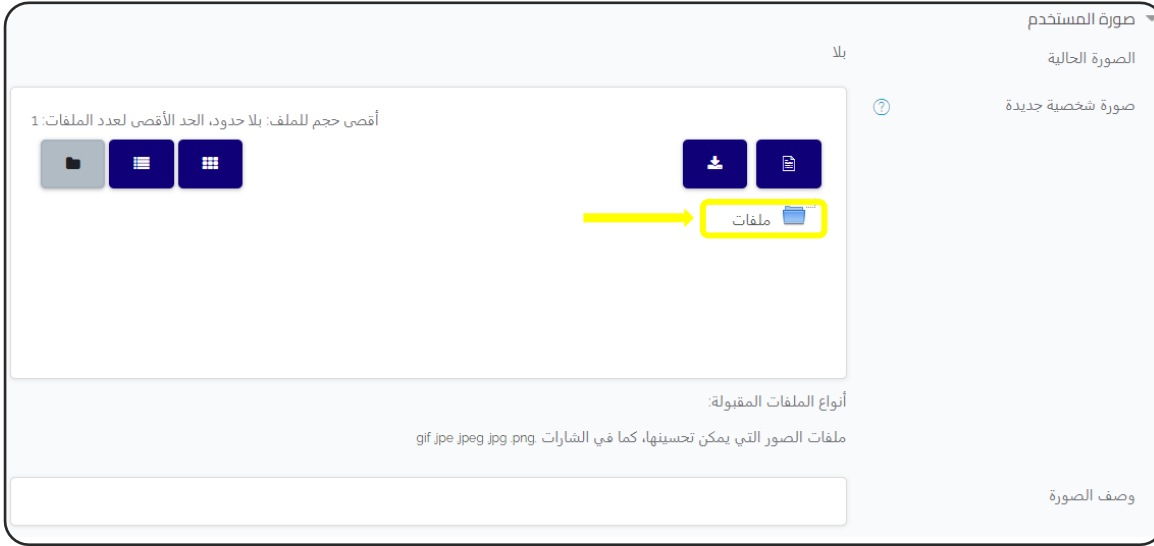 صورة المستخدم
الصورة الحالية
بلا
صورة شخصية جديدة
أقصى حجم للملف: بلا حدود، الحد الأقصى لعدد الملفات: 1
ملفات
أنواع الملفات المقبولة:
ملفات الصور التي يمكن تحسينها، كما في الشارات .gif .jpe .jpeg .jpg .png
وصف الصورة